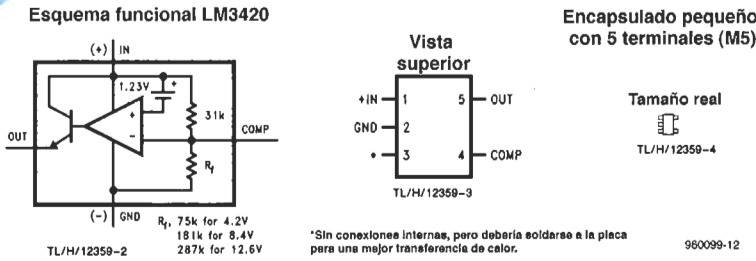 Esquema funcional LM3420
(+) IN
1.23V
+
+
-
31k
OUT
COMP
Rf
(-) GND
Rf, 75k for 4.2V
181k for 8.4V
287k for 12.6V
TL/H/12359-2
Vista
superior
+IN 1 5 OUT
GND 2
* 3 4 COMP
TL/H/12359-3
*Sin conexiones internas, pero debería soldarse a la placa
para una mejor transferencia de calor.
Encapsulado pequeño
con 5 terminales (M5)
Tamaño real
TL/H/12359-4
960099-12